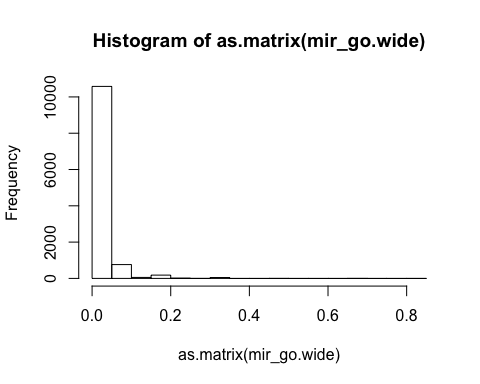 Histogram of as.matrix(mir_go.wide)
Frequency
10000
6000
2000
0
0.0 0.2 0.4 0.6 0.8
as.matrix(mir_go.wide)